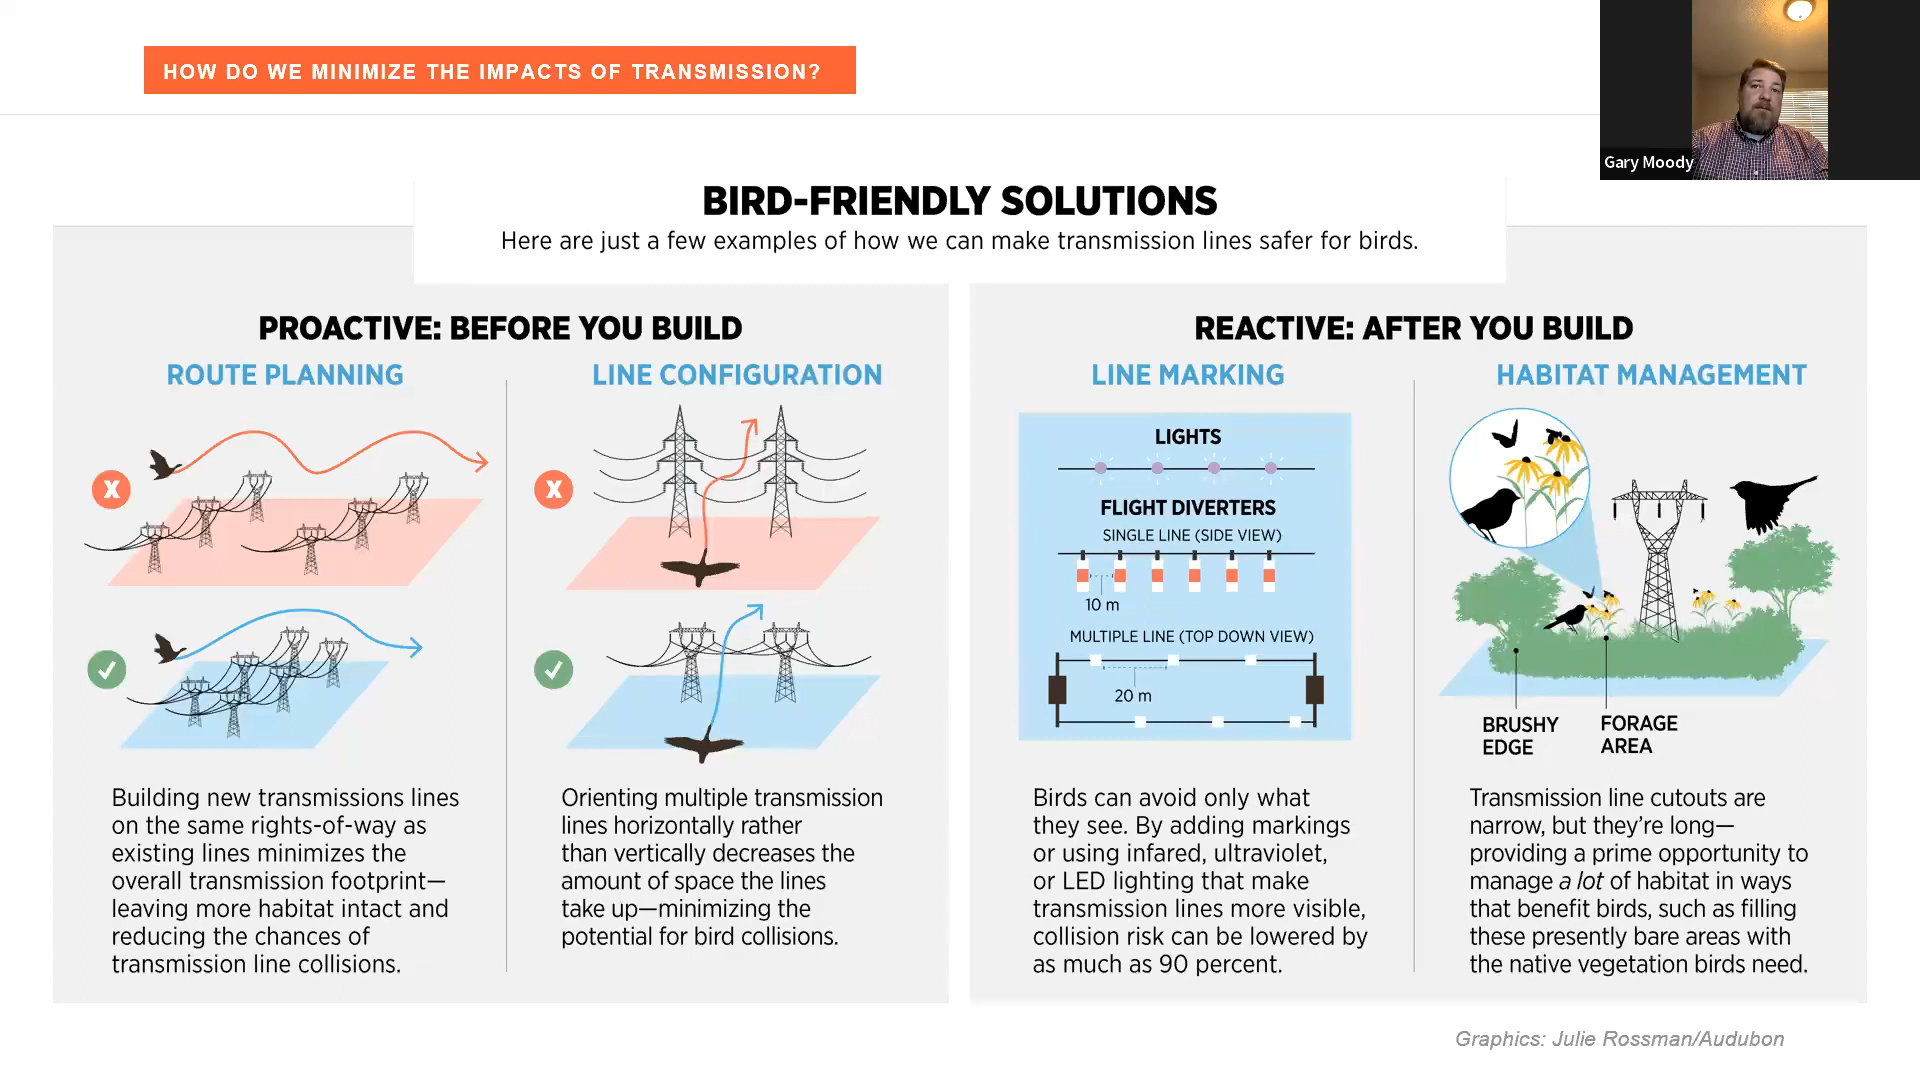 HOW DO WE MINIMIZE THE IMPACTS OF TRANSMISSION?
Gary Moody
BIRD-FRIENDLY SOLUTIONS
Here are just a few examples of how we can make transmission lines safer for birds.
PROACTIVE: BEFORE YOU BUILD
ROUTE PLANNING
X
Building new transmissions lines
on the same rights-of-way as
existing lines minimizes the
overall transmission footprint—
leaving more habitat intact and
reducing the chances of
transmission line collisions.
LINE CONFIGURATION
X
Orienting multiple transmission
lines horizontally rather
than vertically decreases the
amount of space the lines
take up—minimizing the
potential for bird collisions.
REACTIVE: AFTER YOU BUILD
LINE MARKING
LIGHTS
FLIGHT DIVERTERS
SINGLE LINE (SIDE VIEW)
10 m
MULTIPLE LINE (TOP DOWN VIEW)
20 m
Birds can avoid only what
they see. By adding markings
or using infared, ultraviolet,
or LED lighting that make
transmission lines more visible,
collision risk can be lowered by
as much as 90 percent.
HABITAT MANAGEMENT
BRUSHY
EDGE
FORAGE
AREA
Transmission line cutouts are
narrow, but they're long—
providing a prime opportunity to
manage a lot of habitat in ways
that benefit birds, such as filling
these presently bare areas with
the native vegetation birds need.
Graphics: Julie Rossman/Audubon